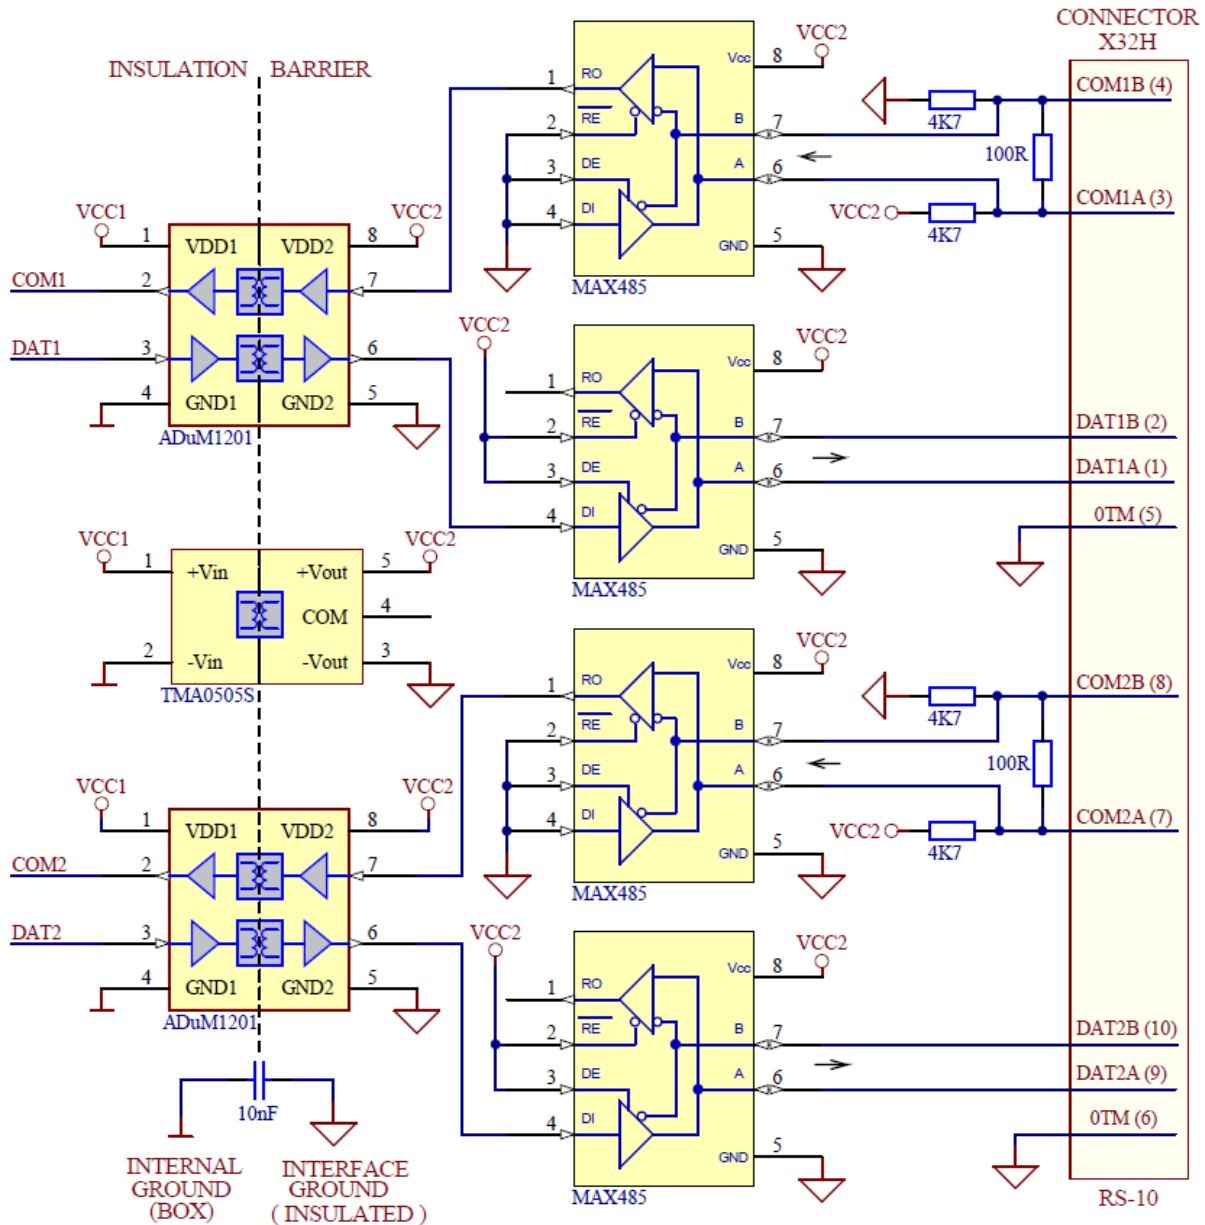 CONNECTOR
X32H
INSULATION BARRIER
VCC1
VCC2
1 VDD1 VDD2 8
COM1 2 7
DAT1 3 6
4 GND1 GND2 5
ADuM1201
1 RO Vcc 8 VCC2
2 RE B 7
3 DE A 6
4 DI GND 5
MAX485
4K7
100R
VCC2 4K7
COM1B (4)
COM1A (3)
VCC2
1 RO Vcc 8 VCC2
2 RE B 7
3 DE A 6
4 DI GND 5
MAX485
DAT1B (2)
DAT1A (1)
0TM (5)
VCC1
VCC2
1 +Vin +Vout 5
COM 4
2 -Vin -Vout 3
TMA0505S
1 RO Vcc 8 VCC2
2 RE B 7
3 DE A 6
4 DI GND 5
MAX485
4K7
100R
VCC2 4K7
COM2B (8)
COM2A (7)
VCC1
VCC2
1 VDD1 VDD2 8
COM2 2 7
DAT2 3 6
4 GND1 GND2 5
ADuM1201
VCC2
1 RO Vcc 8 VCC2
2 RE B 7
3 DE A 6
4 DI GND 5
MAX485
DAT2B (10)
DAT2A (9)
0TM (6)
10nF
INTERNAL
GROUND
(BOX)
INTERFACE
GROUND
( INSULATED )
RS-10